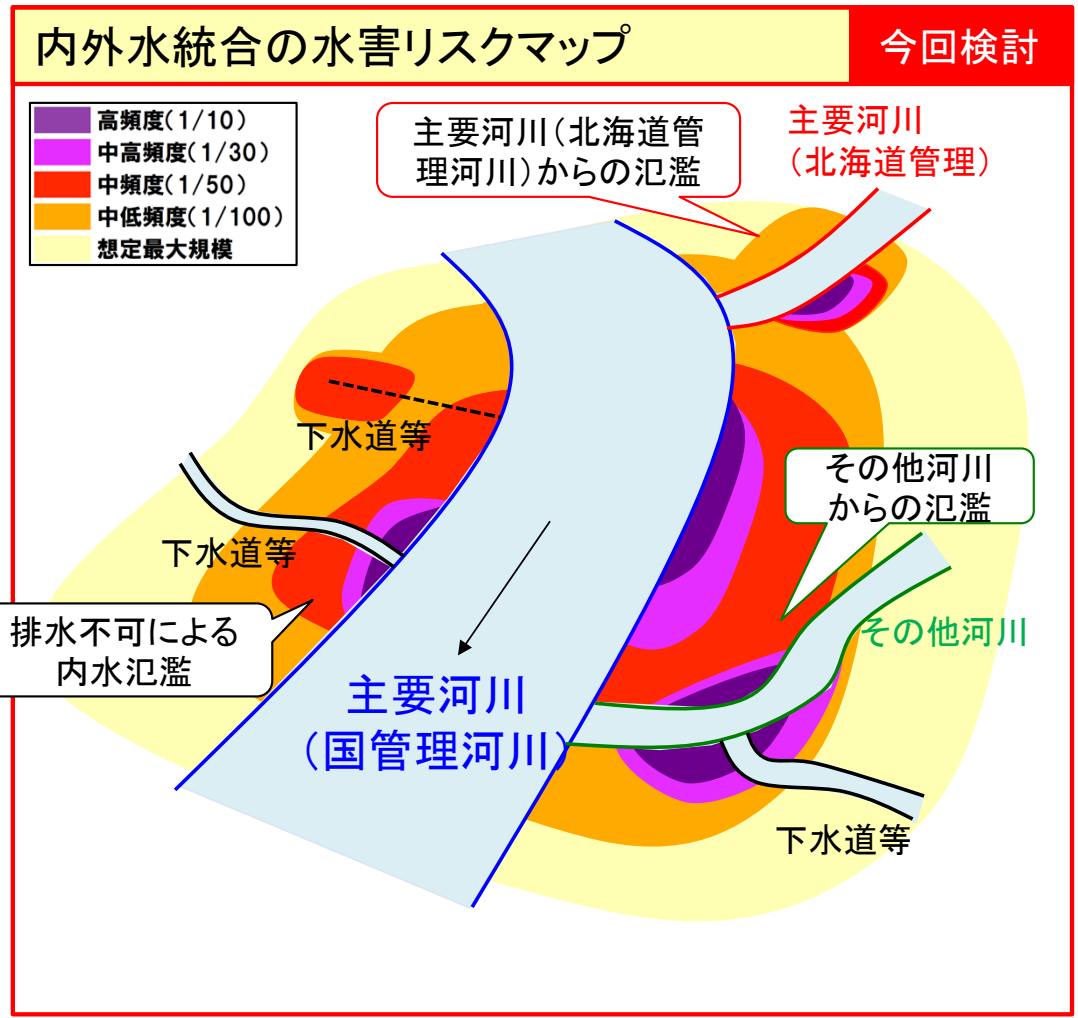 内外水統合の水害リスクマップ
今回検討
高頻度(1/10)
中高頻度(1/30)
中頻度(1/50)
中低頻度(1/100)
想定最大規模
主要河川(北海道管
理河川)からの氾濫
主要河川
(北海道管理)
下水道等
その他河川
からの氾濫
下水道等
排水不可による
内水氾濫
その他河川
主要河川
(国管理河川)
下水道等